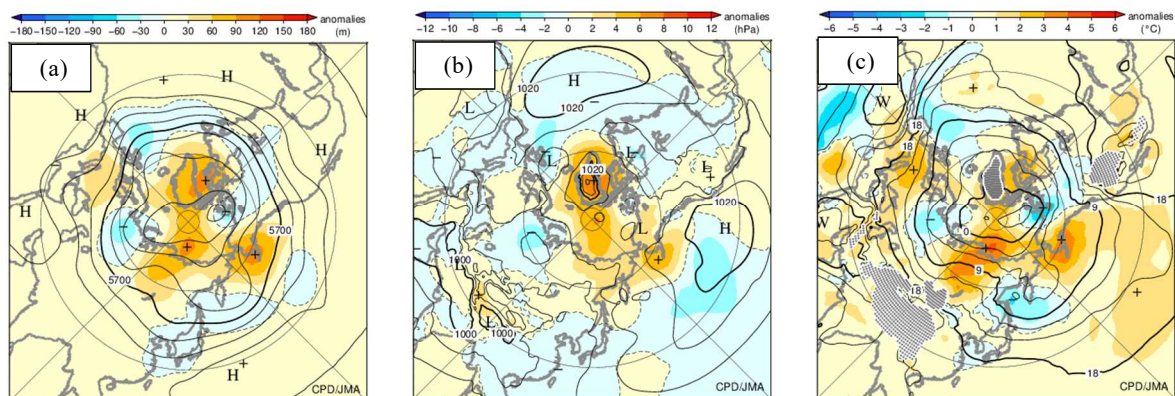 −180 −150 −120 −90 −60 −30 0 30 60 90 120 150 180 anomalies (m)
(a)
H
H
H
H
H
H
5700
5700
CPD/JMA
−12 −10 −8 −6 −4 −2 0 2 4 6 8 10 12 anomalies (hPa)
(b)
H
1020
1020
L
L
L
L
1020
1020
L
H
1000
L
L
1000
1000
CPD/JMA
−6 −5 −4 −3 −2 −1 0 1 2 3 4 5 6 anomalies (°C)
(c)
W
18
18
9
W
18
0
9
18
18
CPD/JMA